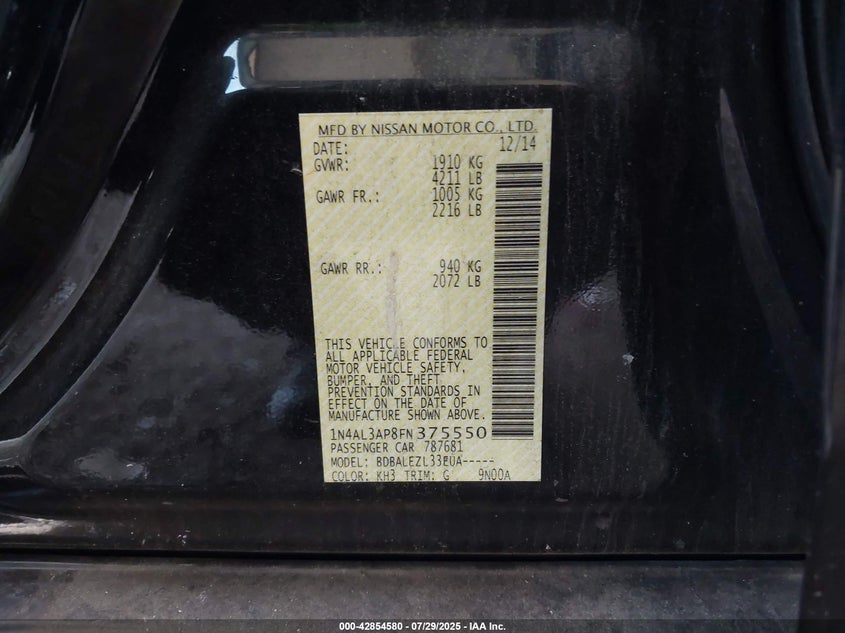 MFD BY NISSAN MOTOR CO., LTD.
DATE: 12/14
GVWR: 1910 KG
4211 LB
GAWR FR.: 1005 KG
2216 LB
GAWR RR.: 940 KG
2072 LB
THIS VEHICLE CONFORMS TO
ALL APPLICABLE FEDERAL
MOTOR VEHICLE SAFETY,
BUMPER, AND THEFT
PREVENTION STANDARDS IN
EFFECT ON THE DATE OF
MANUFACTURE SHOWN ABOVE.
1N4AL3AP8FN375550
PASSENGER CAR 787681
MODEL: BDBALEZL33EUA-----
COLOR: KH3 TRIM: G 9N00A
000-42854580 | 07/29/2025 - IAA Inc.